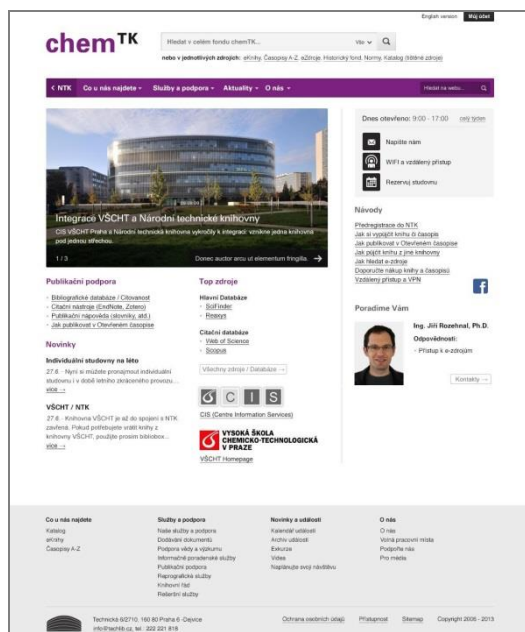 English version Můj účet
chemTK
Hledat v celém fondu chemTK... Vše
nebo v jednotlivých zdrojích: eKnihy, Časopisy A-Z, eZdroje, Historický fond, Normy, Katalog (tištěné zdroje)
< NTK Co u nás najdete Služby a podpora Aktuality O nás Hledat na webu...
Integrace VŠCHT a Národní technické knihovny
CIS VŠCHT Praha a Národní technická knihovna vykročily k integraci: vznikne jedna knihovna
pod jednou střechou.
1 / 3 Donec auctor arcu ut elementum fringilla. →
Dnes otevřeno: 9:00 - 17:00 celý týden
Napište nám
WIFI a vzdálený přístup
Rezervuj studovnu
Návody
Předregistrace do NTK
Jak si vypůjčit knihu či časopis
Jak publikovat v Otevřeném časopise
Jak půjčit knihu z jiné knihovny
Jak hledat e-zdroje
Doporučte nákup knihy a časopisů
Vzdálený přístup a VPN
Poradíme Vám
Ing. Jiří Rozehnal, Ph.D.
Odpovědnosti:
- Přístup k e-zdrojům
Kontakty →
Publikační podpora
- Bibliografické databáze / Citovanost
- Citační nástroje (EndNote, Zotero)
- Publikační nápověda (slovníky, atd.)
- Jak publikovat v Otevřeném časopise
Novinky
Individuální studovny na léto
27.6 - Nyní si můžete pronajmout individuální
studovnu i v době letního zkráceného provozu...
více →
VŠCHT / NTK
27.6 - Knihovna VŠCHT je až do spojení s NTK
zavřená. Pokud potřebujete vrátit knihy z
knihovny VŠCHT, použijte prosím bibliobox...
více →
Top zdroje
Hlavní Databáze
- SciFinder
- Reaxys
Citační databáze
- Web of Science
- Scopus
Všechny zdroje / Databáze →
C I S
CIS (Centre Information Services)
VYSOKÁ ŠKOLA
CHEMICKO-TECHNOLOGICKÁ
V PRAZE
VŠCHT Homepage
Co u nás najdete
Katalog
eKnihy
Časopisy A-Z
Služby a podpora
Naše služby a podpora
Dodávání dokumentů
Podpora vědy a výzkumu
Informačně poradenské služby
Publikační podpora
Reprografické služby
Knihovní řád
Rešeršní služby
Novinky a události
Kalendář událostí
Archiv událostí
Exkurze
Videa
Naplánujte svoji návštěvu
O nás
O nás
Volná pracovní místa
Podpořte nás
Pro média
Technická 6/2710, 160 80 Praha 6 -Dejvice
info@techlib.cz, tel.: 232 221 818
Ochrana osobních údajů Přístupnost Sitemap Copyright 2006 - 2013